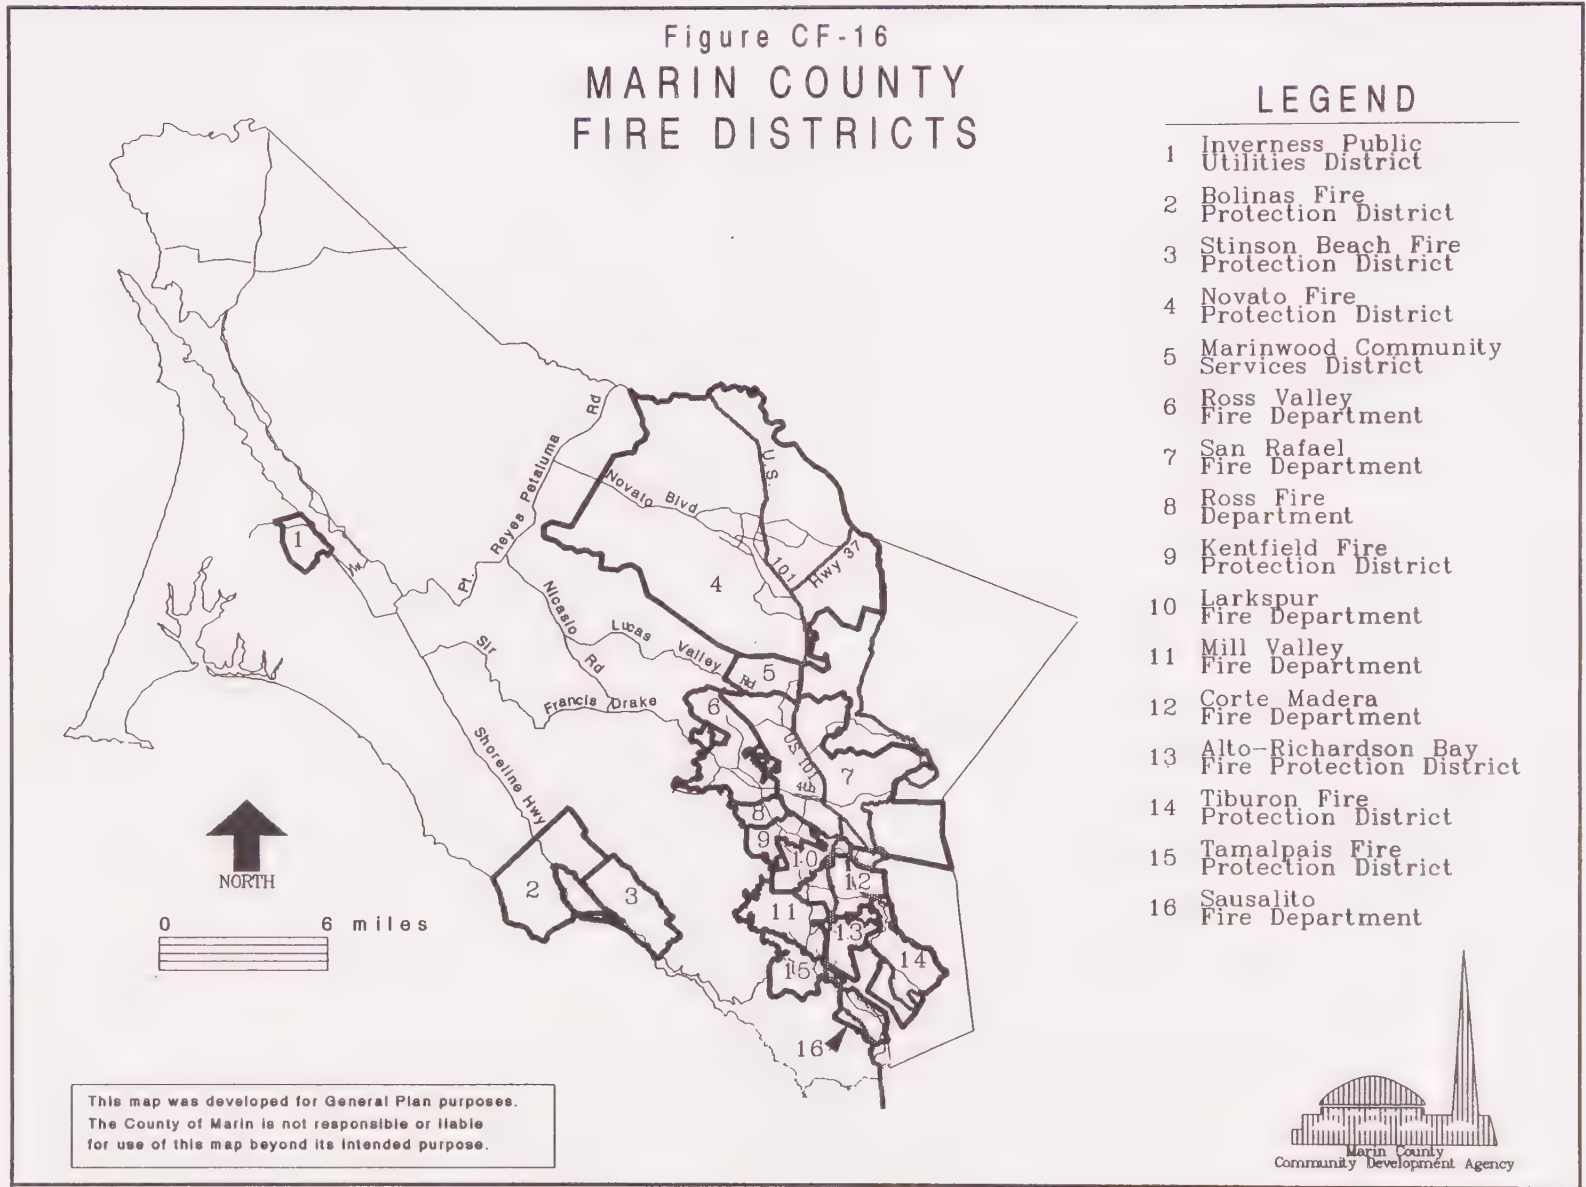 Figure CF-16
MARIN COUNTY
FIRE DISTRICTS
LEGEND
1 Inverness Public
Utilities District
2 Bolinas Fire
Protection District
3 Stinson Beach Fire
Protection District
4 Novato Fire
Protection District
5 Marinwood Community
Services District
6 Ross Valley
Fire Department
7 San Rafael
Fire Department
8 Ross Fire
Department
9 Kentfield Fire
Protection District
10 Larkspur
Fire Department
11 Mill Valley
Fire Department
12 Corte Madera
Fire Department
13 Alto-Richardson Bay
Fire Protection District
14 Tiburon Fire
Protection District
15 Tamalpais Fire
Protection District
16 Sausalito
Fire Department
Pt. Reyes Petaluma Rd
Novato Blvd
U.S. 101
Hwy 37
Nicasio Rd
Lucas Valley Rd
Sir Francis Drake
Shoreline Hwy
US 101
4th
1
2
3
4
5
6
7
8
9
10
11
12
13
14
15
16
NORTH
0 6 miles
This map was developed for General Plan purposes.
The County of Marin is not responsible or liable
for use of this map beyond its intended purpose.
Marin County
Community Development Agency